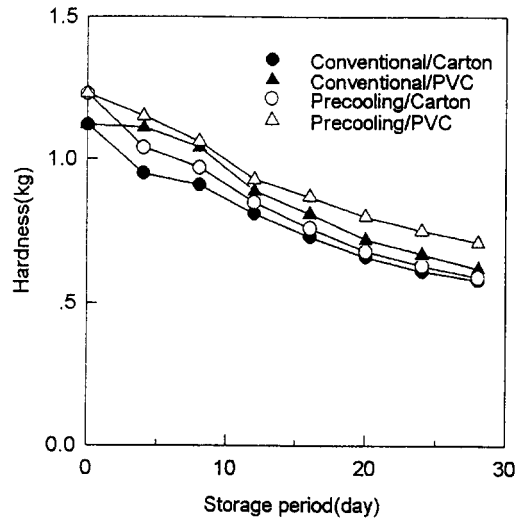 1.5
Conventional/Carton
Conventional/PVC
Precooling/Carton
Precooling/PVC
1.0
Hardness(kg)
.5
0.0
0 10 20 30
Storage period(day)